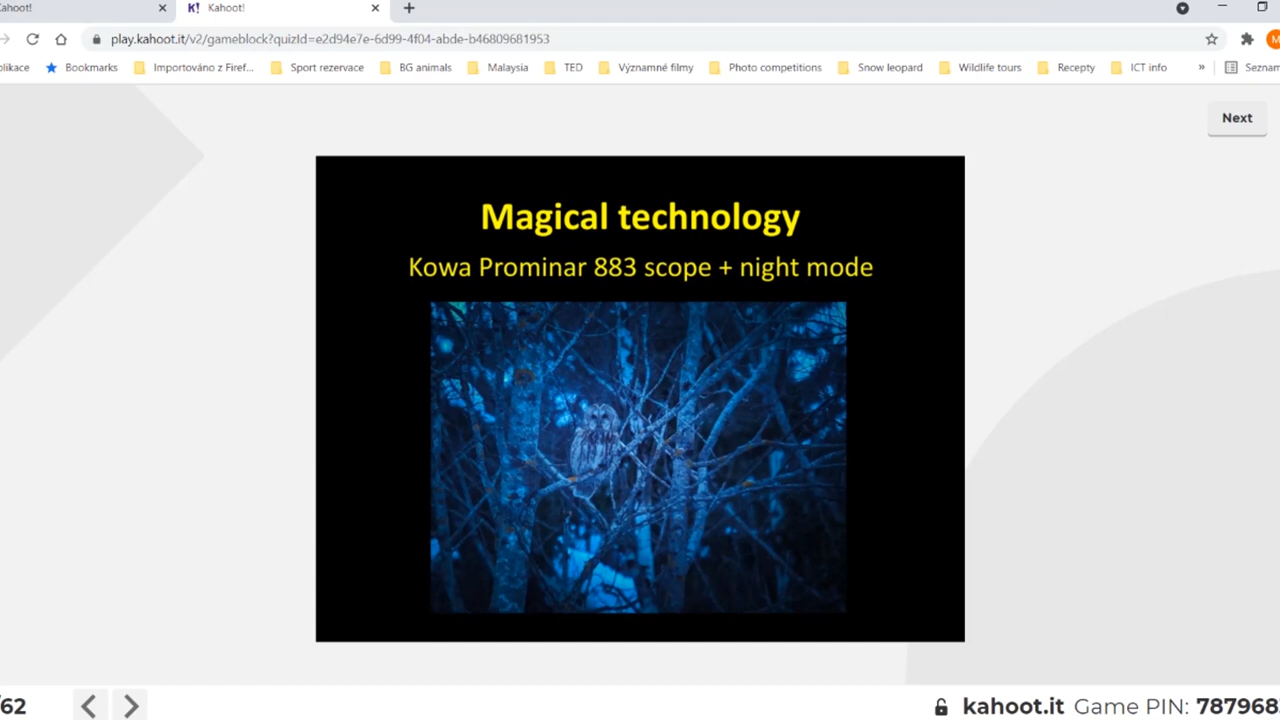 Kahoot!
K! Kahoot!
play.kahoot.it/v2/gameblock?quizId=e2d94e7e-6d99-4f04-abde-b46809681953
M
plikace Bookmarks Importováno z Firef... Sport rezervace BG animals Malaysia TED Významné filmy Photo competitions Snow leopard Wildlife tours Recepty ICT info » Seznam
Next
Magical technology
Kowa Prominar 883 scope + night mode
/62
kahoot.it Game PIN: 787968